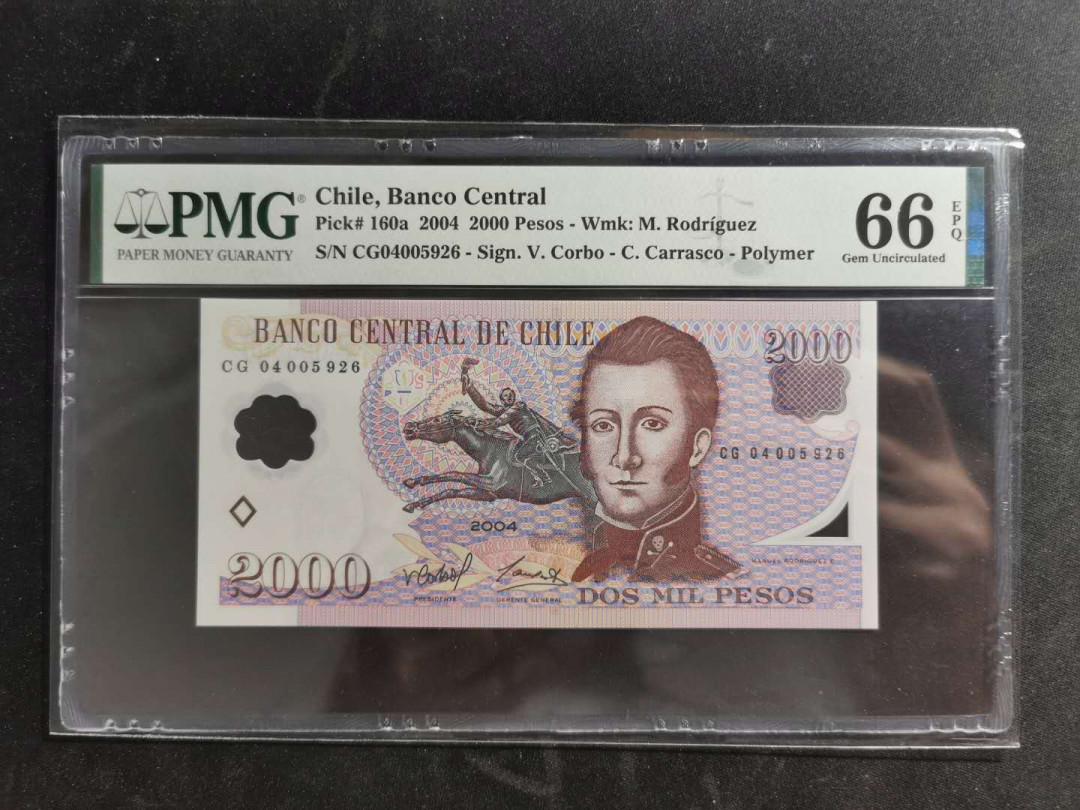 PMG®
PAPER MONEY GUARANTY
Chile, Banco Central
Pick# 160a 2004 2000 Pesos - Wmk: M. Rodríguez
S/N CG04005926 - Sign. V. Corbo - C. Carrasco - Polymer
66
EPQ
Gem Uncirculated
BANCO CENTRAL DE CHILE
2000
CG 04005926
CG 04005926
2004
MANUEL RODRIGUEZ E.
2000
PRESIDENTE
GERENTE GENERAL
DOS MIL PESOS